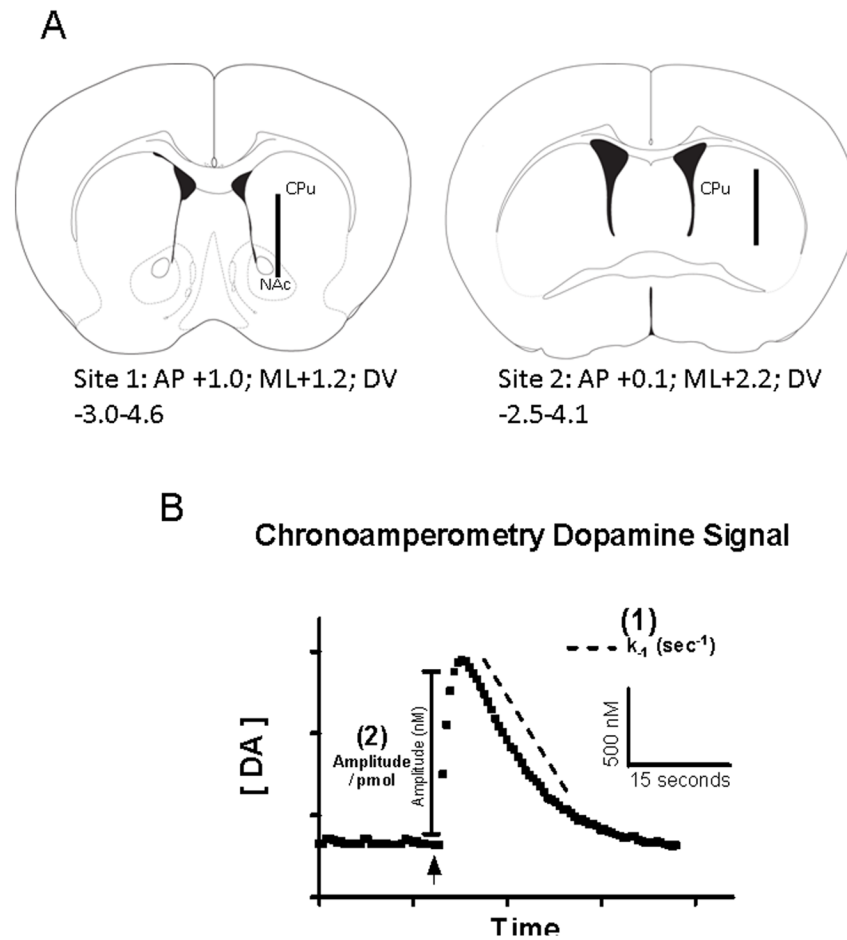 A
CPu
NAc
Site 1: AP +1.0; ML+1.2; DV
-3.0-4.6
CPu
Site 2: AP +0.1; ML+2.2; DV
-2.5-4.1
B
Chronoamperometry Dopamine Signal
(1)
k-1 (sec-1)
500 nM
15 seconds
(2)
Amplitude
/pmol
Amplitude (nM)
[ DA ]
Time